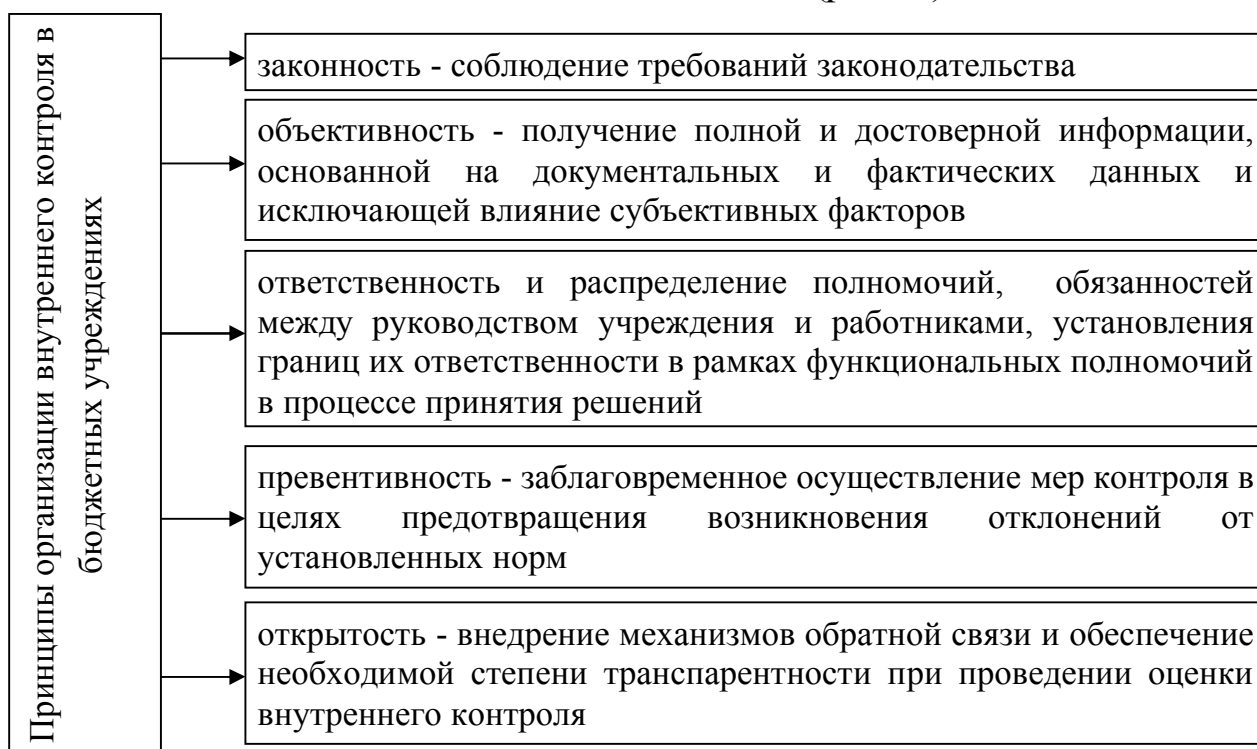 Принципы организации внутреннего контроля в
бюджетных учреждениях
законность - соблюдение требований законодательства
объективность - получение полной и достоверной информации,
основанной на документальных и фактических данных и
исключающей влияние субъективных факторов
ответственность и распределение полномочий, обязанностей
между руководством учреждения и работниками, установления
границ их ответственности в рамках функциональных полномочий
в процессе принятия решений
превентивность - заблаговременное осуществление мер контроля в
целях предотвращения возникновения отклонений от
установленных норм
открытость - внедрение механизмов обратной связи и обеспечение
необходимой степени транспарентности при проведении оценки
внутреннего контроля